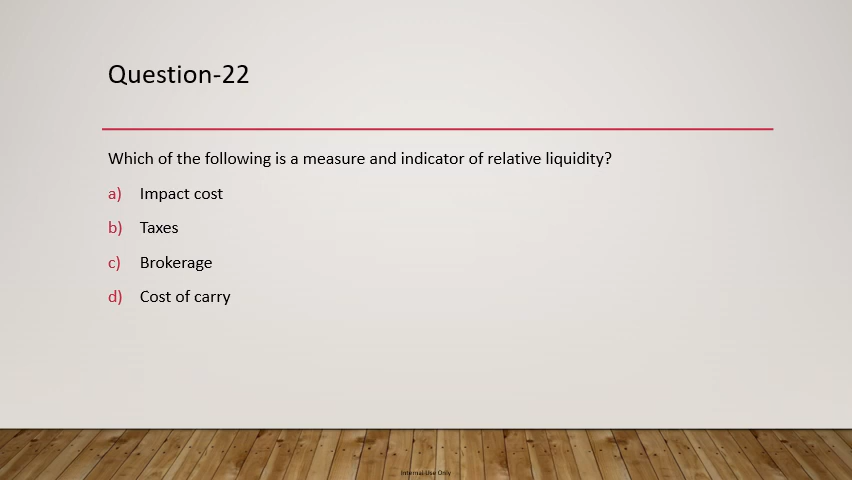 Question-22
Which of the following is a measure and indicator of relative liquidity?
a) Impact cost
b) Taxes
c) Brokerage
d) Cost of carry
Internal Use Only